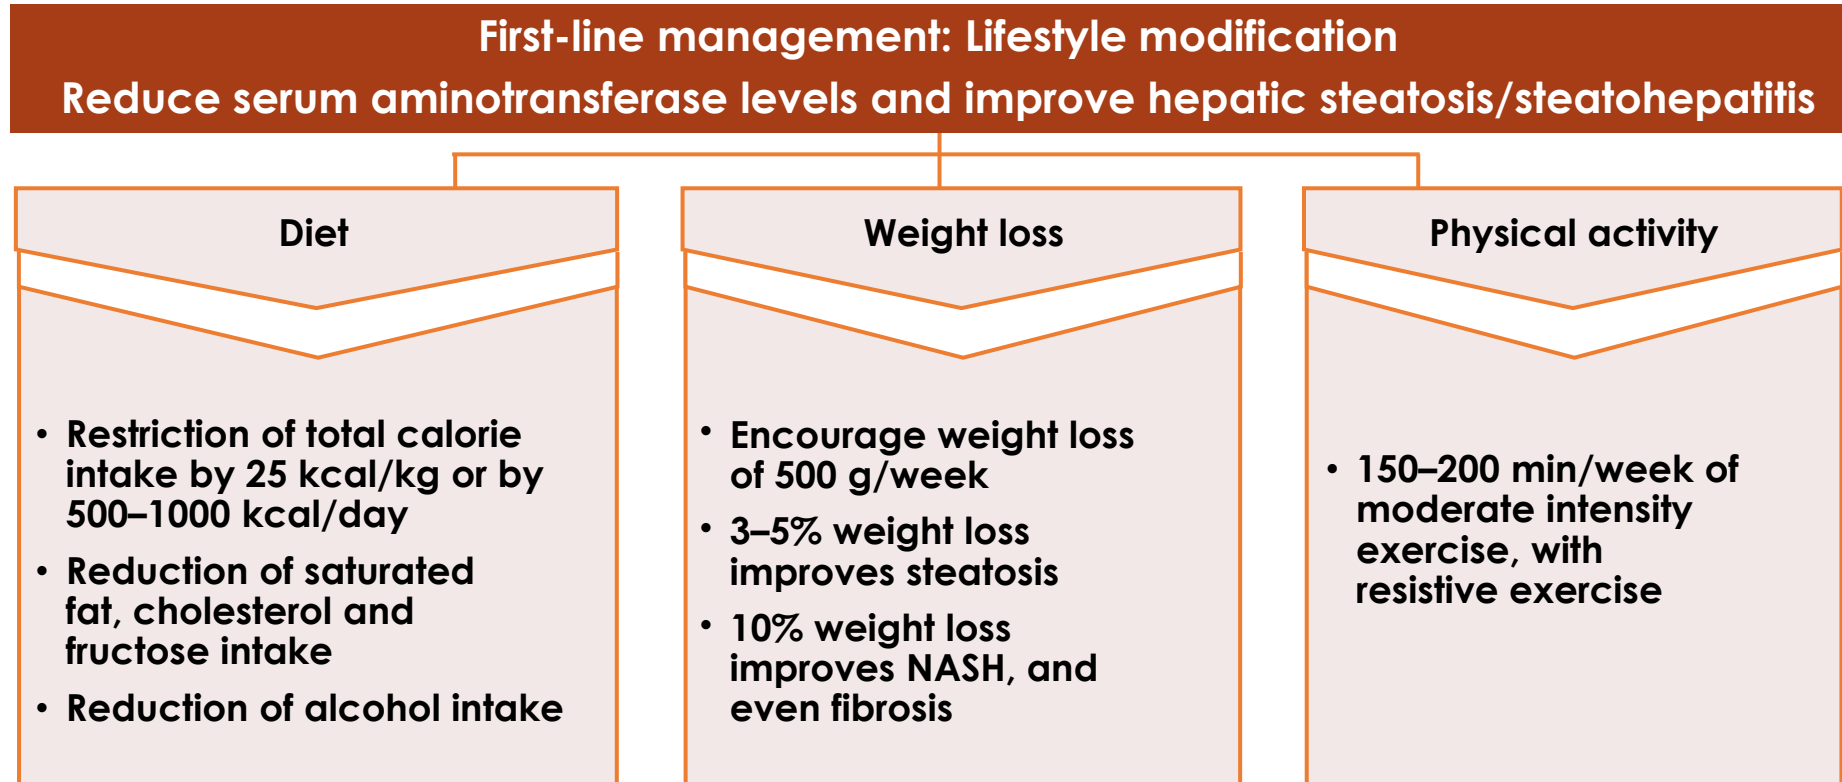 First-line management: Lifestyle modification
Reduce serum aminotransferase levels and improve hepatic steatosis/steatohepatitis
Diet
• Restriction of total calorie
intake by 25 kcal/kg or by
500–1000 kcal/day
• Reduction of saturated
fat, cholesterol and
fructose intake
• Reduction of alcohol intake
Weight loss
• Encourage weight loss
of 500 g/week
• 3–5% weight loss
improves steatosis
• 10% weight loss
improves NASH, and
even fibrosis
Physical activity
• 150–200 min/week of
moderate intensity
exercise, with
resistive exercise